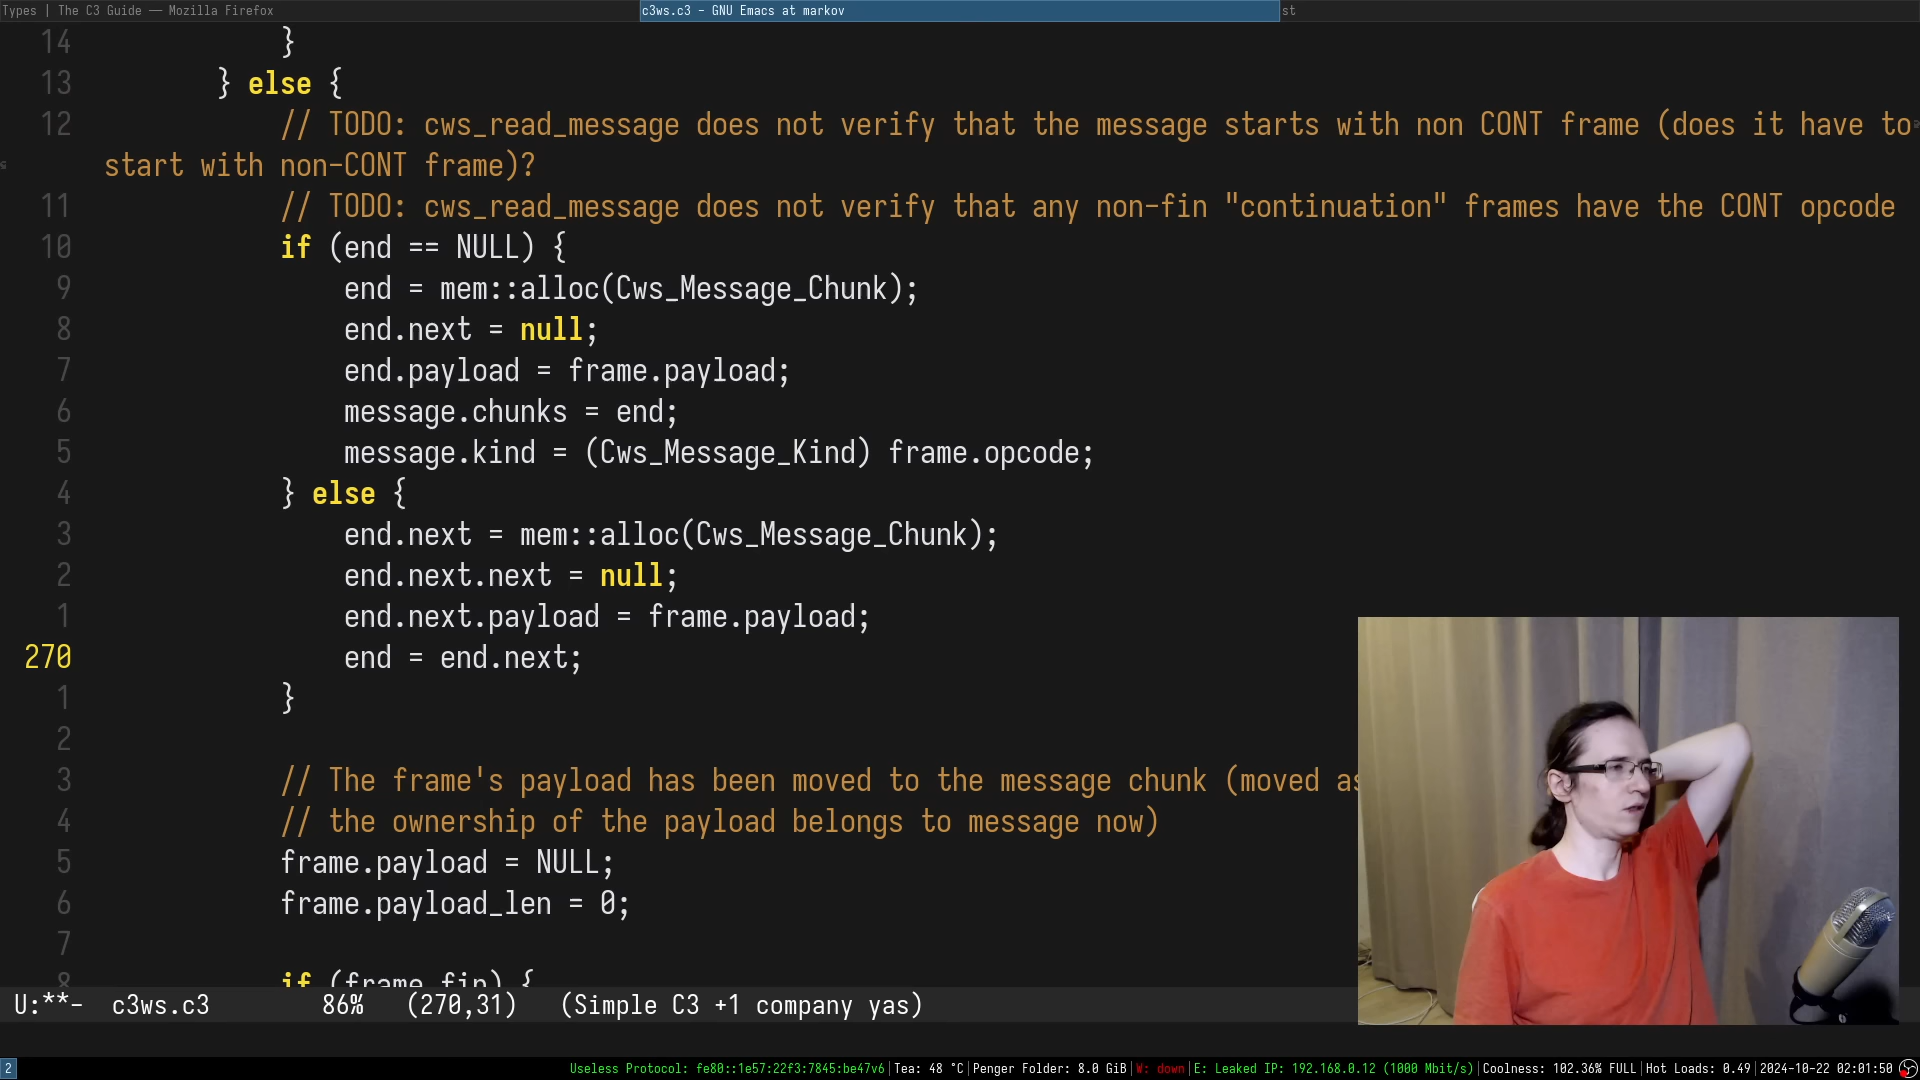 Types | The C3 Guide — Mozilla Firefox
c3ws.c3 - GNU Emacs at markov
st
14 }
13 } else {
12 // TODO: cws_read_message does not verify that the message starts with non CONT frame (does it have to
start with non-CONT frame)?
11 // TODO: cws_read_message does not verify that any non-fin "continuation" frames have the CONT opcode
10 if (end == NULL) {
9 end = mem::alloc(Cws_Message_Chunk);
8 end.next = null;
7 end.payload = frame.payload;
6 message.chunks = end;
5 message.kind = (Cws_Message_Kind) frame.opcode;
4 } else {
3 end.next = mem::alloc(Cws_Message_Chunk);
2 end.next.next = null;
1 end.next.payload = frame.payload;
270 end = end.next;
1 }
2
3 // The frame's payload has been moved to the message chunk (moved as
4 // the ownership of the payload belongs to message now)
5 frame.payload = NULL;
6 frame.payload_len = 0;
7
8 if (frame.fin) {
U:**- c3ws.c3 86% (270,31) (Simple C3 +1 company yas)
2 Useless Protocol: fe80::1e57:22f3:7845:be47v6 | Tea: 48 °C | Penger Folder: 8.0 GiB | W: down | E: Leaked IP: 192.168.0.12 (1000 Mbit/s) | Coolness: 102.36% FULL | Hot Loads: 0.49 | 2024-10-22 02:01:50